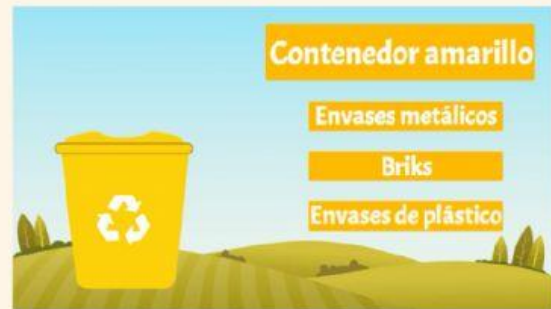 Contenedor amarillo
Envases metálicos
Briks
Envases de plástico